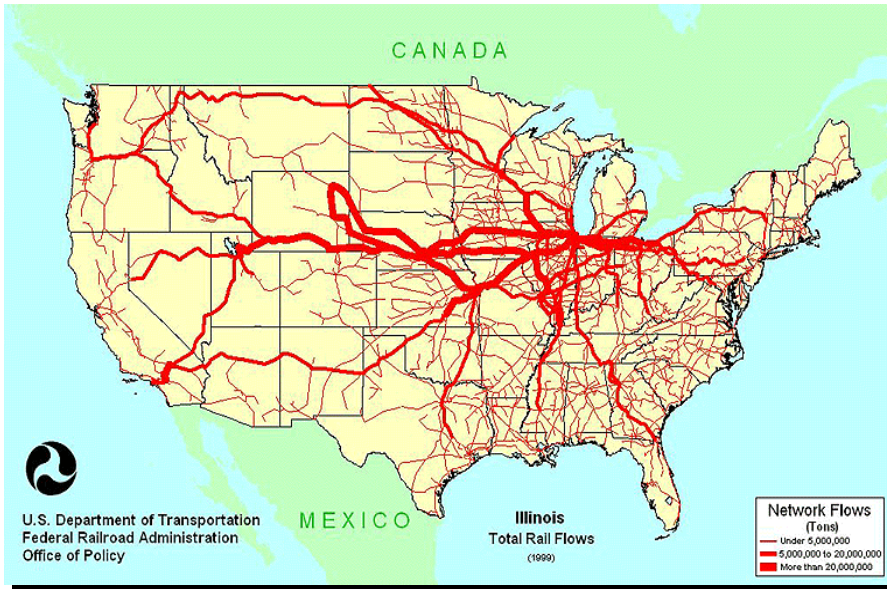 CANADA
MEXICO
U.S. Department of Transportation
Federal Railroad Administration
Office of Policy
Illinois
Total Rail Flows
(1999)
Network Flows
(Tons)
Under 5,000,000
5,000,000 to 20,000,000
More than 20,000,000